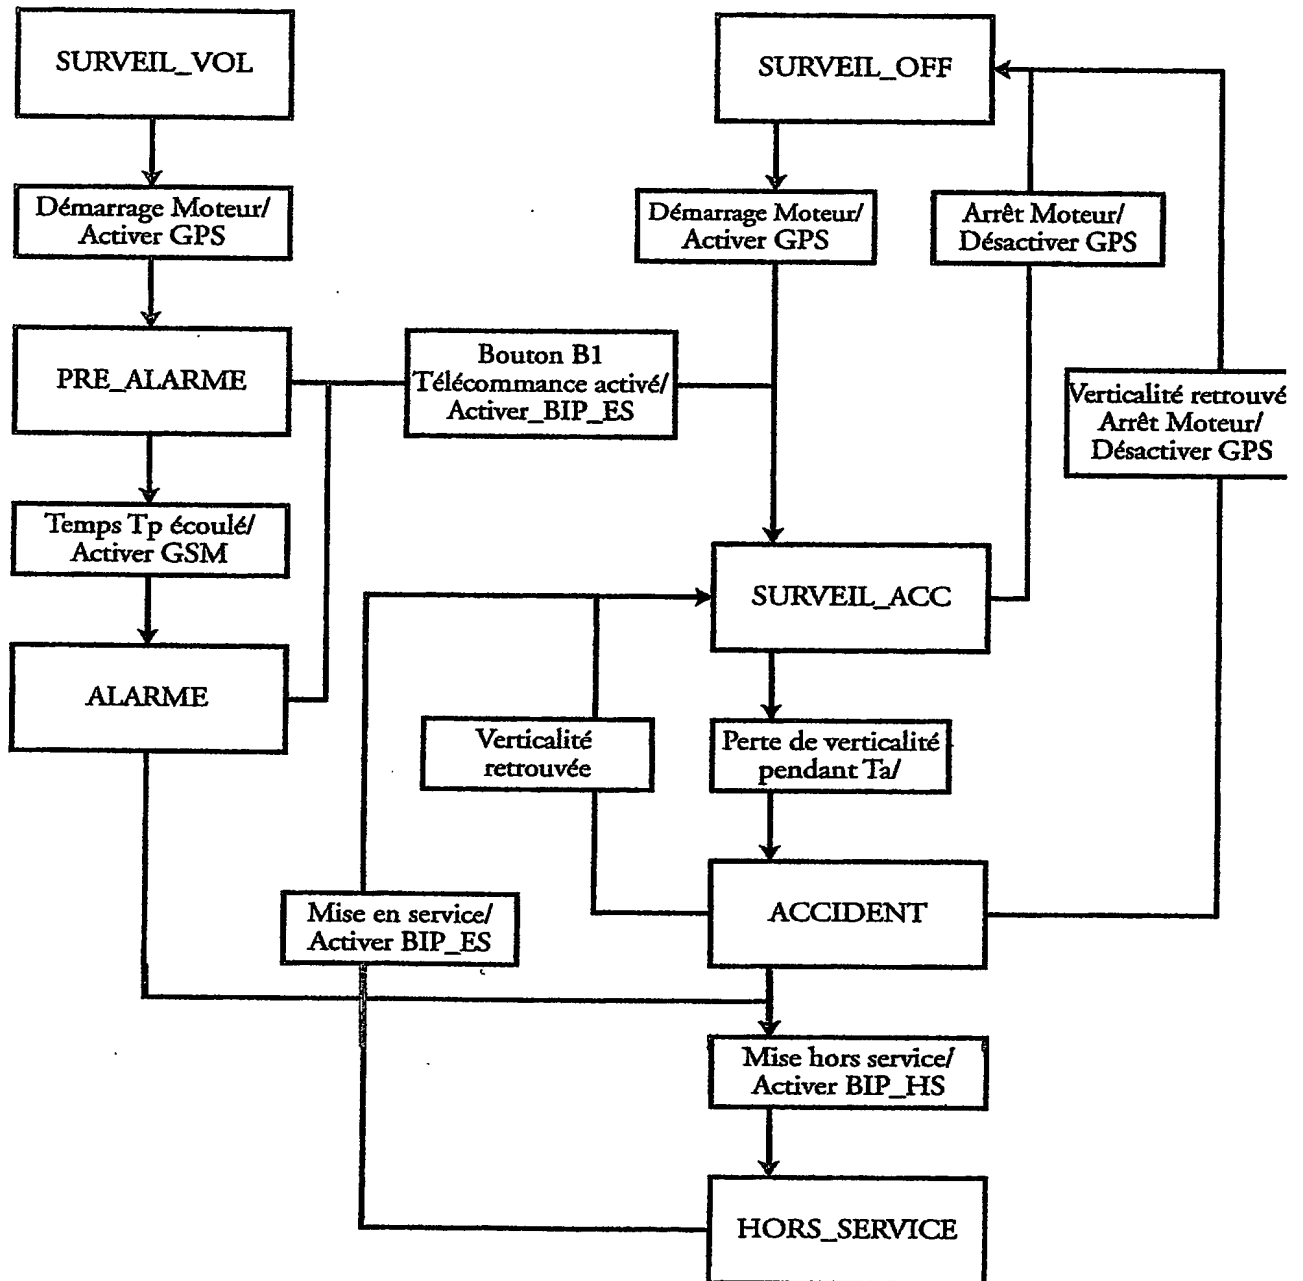 SURVEIL_VOL
SURVEIL_OFF
Démarrage Moteur/
Activer GPS
Démarrage Moteur/
Activer GPS
Arrêt Moteur/
Désactiver GPS
PRE_ALARME
Bouton B1
Télécommance activé/
Activer_BIP_ES
Verticalité retrouvé
Arrêt Moteur/
Désactiver GPS
Temps Tp écoulé/
Activer GSM
SURVEIL_ACC
ALARME
Verticalité
retrouvée
Perte de verticalité
pendant Ta/
ACCIDENT
Mise en service/
Activer BIP_ES
Mise hors service/
Activer BIP_HS
HORS_SERVICE